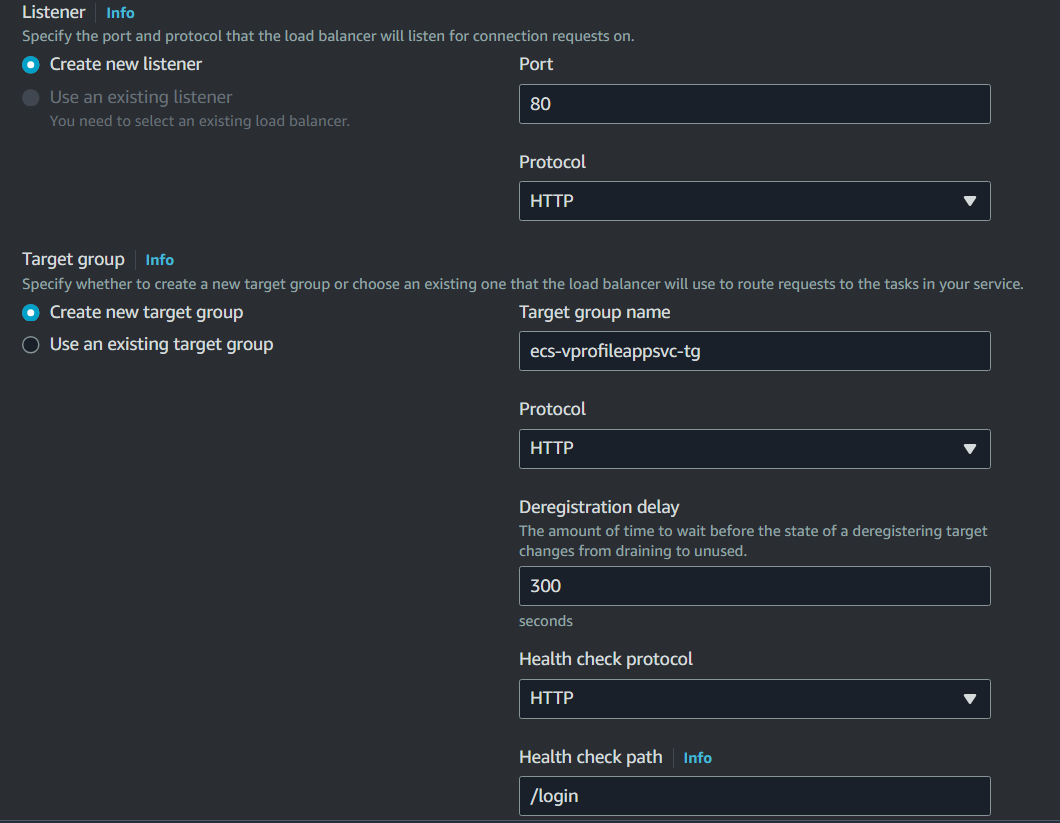 Listener Info
Specify the port and protocol that the load balancer will listen for connection requests on.
Create new listener
Use an existing listener
You need to select an existing load balancer.
Port
80
Protocol
HTTP
Target group Info
Specify whether to create a new target group or choose an existing one that the load balancer will use to route requests to the tasks in your service.
Create new target group
Use an existing target group
Target group name
ecs-vprofileappsvc-tg
Protocol
HTTP
Deregistration delay
The amount of time to wait before the state of a deregistering target
changes from draining to unused.
300
seconds
Health check protocol
HTTP
Health check path Info
/login